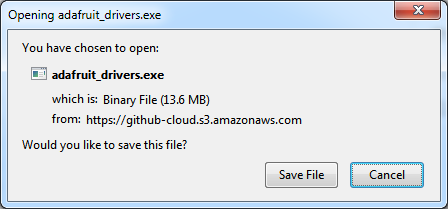 Opening adafruit_drivers.exe
You have chosen to open:
adafruit_drivers.exe
which is: Binary File (13.6 MB)
from: https://github-cloud.s3.amazonaws.com
Would you like to save this file?
Save File Cancel